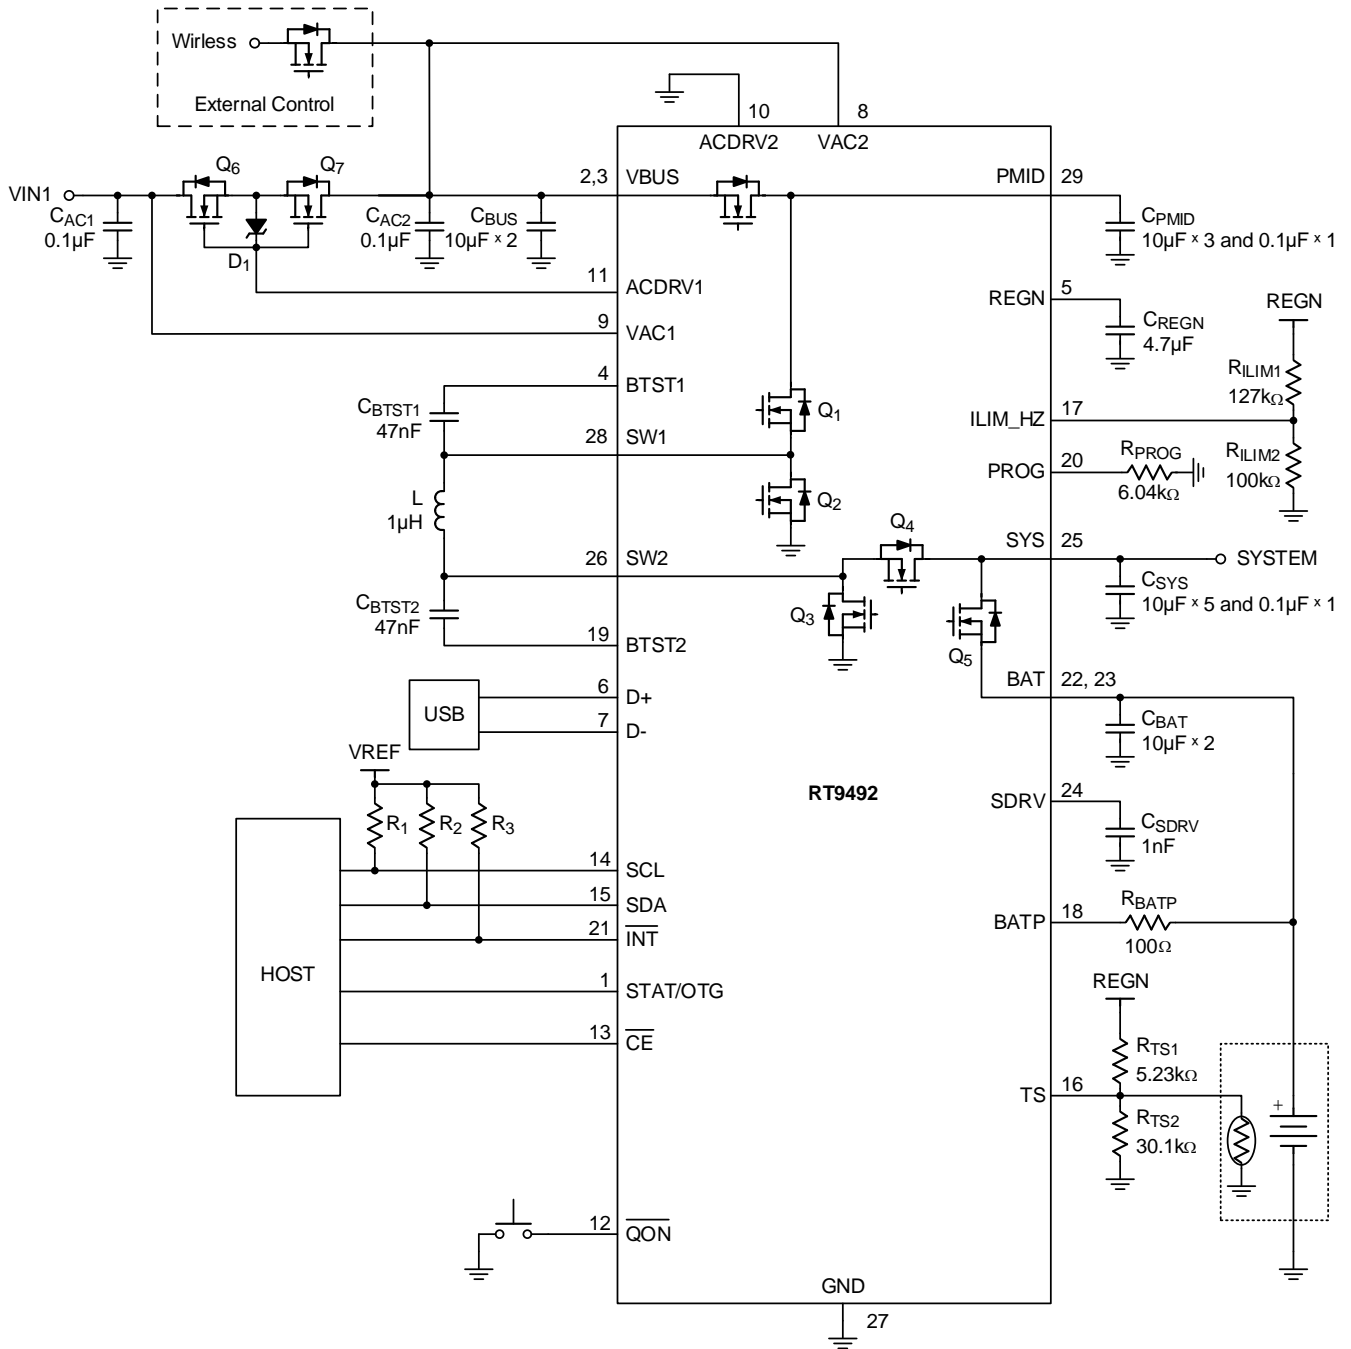 Wirless
External Control
10
8
ACDRV2
VAC2
Q6
Q7
VIN1
2,3
VBUS
PMID
29
CAC1
0.1µF
D1
CAC2
0.1µF
CBUS
10µF x 2
CPMID
10µF x 3 and 0.1µF x 1
11
ACDRV1
9
VAC1
REGN
5
CREGN
4.7µF
REGN
RILIM1
127kΩ
4
BTST1
CBTST1
47nF
28
SW1
Q1
ILIM_HZ
17
PROG
20
RPROG
6.04kΩ
RILIM2
100kΩ
L
1µH
Q2
Q4
26
SW2
SYS
25
SYSTEM
CBTST2
47nF
Q3
Q5
CSYS
10µF x 5 and 0.1µF x 1
19
BTST2
BAT
22, 23
USB
6
D+
7
D-
CBAT
10µF x 2
VREF
RT9492
SDRV
24
CSDRV
1nF
R1
R2
R3
14
SCL
15
SDA
21
INT
BATP
18
RBATP
100Ω
HOST
1
STAT/OTG
13
CE
REGN
RTS1
5.23kΩ
TS
16
RTS2
30.1kΩ
+
12
QON
GND
27